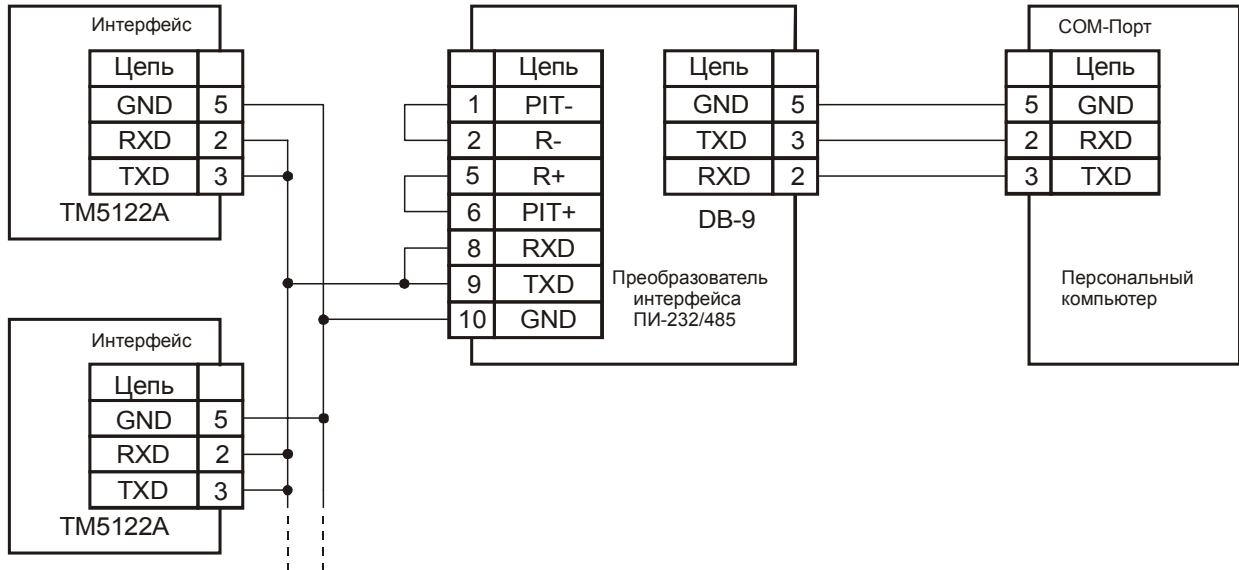 Интерфейс
Цепь
GND 5
RXD 2
TXD 3
ТМ5122А
Цепь
1 PIT-
2 R-
5 R+
6 PIT+
8 RXD
9 TXD
10 GND
Цепь
GND 5
TXD 3
RXD 2
DB-9
Преобразователь
интерфейса
ПИ-232/485
СОМ-Порт
Цепь
5 GND
2 RXD
3 TXD
Персональный
компьютер
Интерфейс
Цепь
GND 5
RXD 2
TXD 3
ТМ5122А